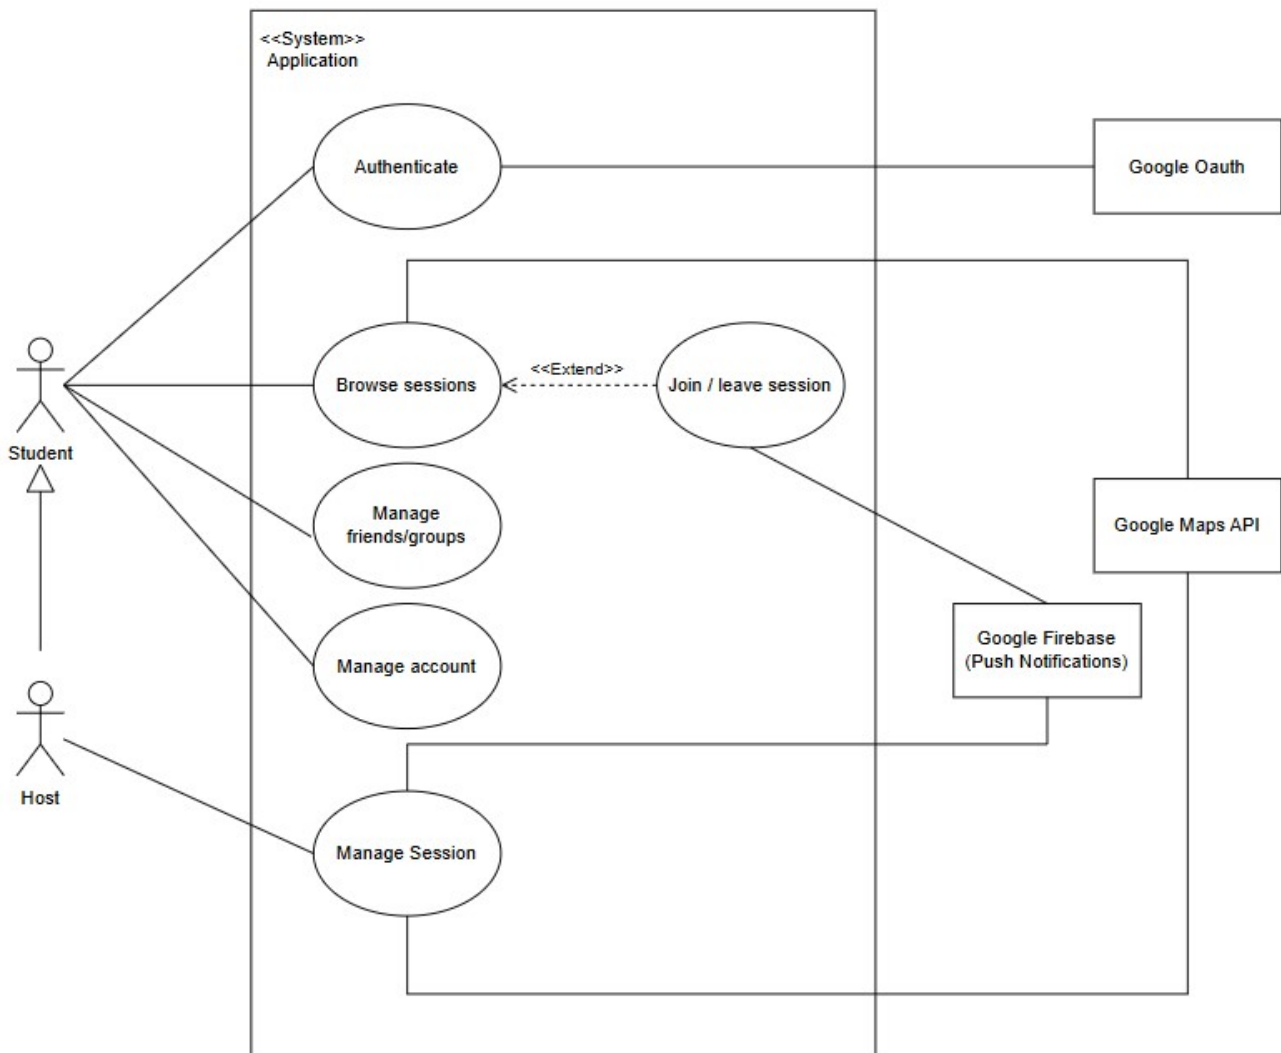 <<System>>
Application
Authenticate
Google Oauth
Browse sessions
<<Extend>>
Join / leave session
Student
Manage
friends/groups
Google Maps API
Google Firebase
(Push Notifications)
Manage account
Host
Manage Session